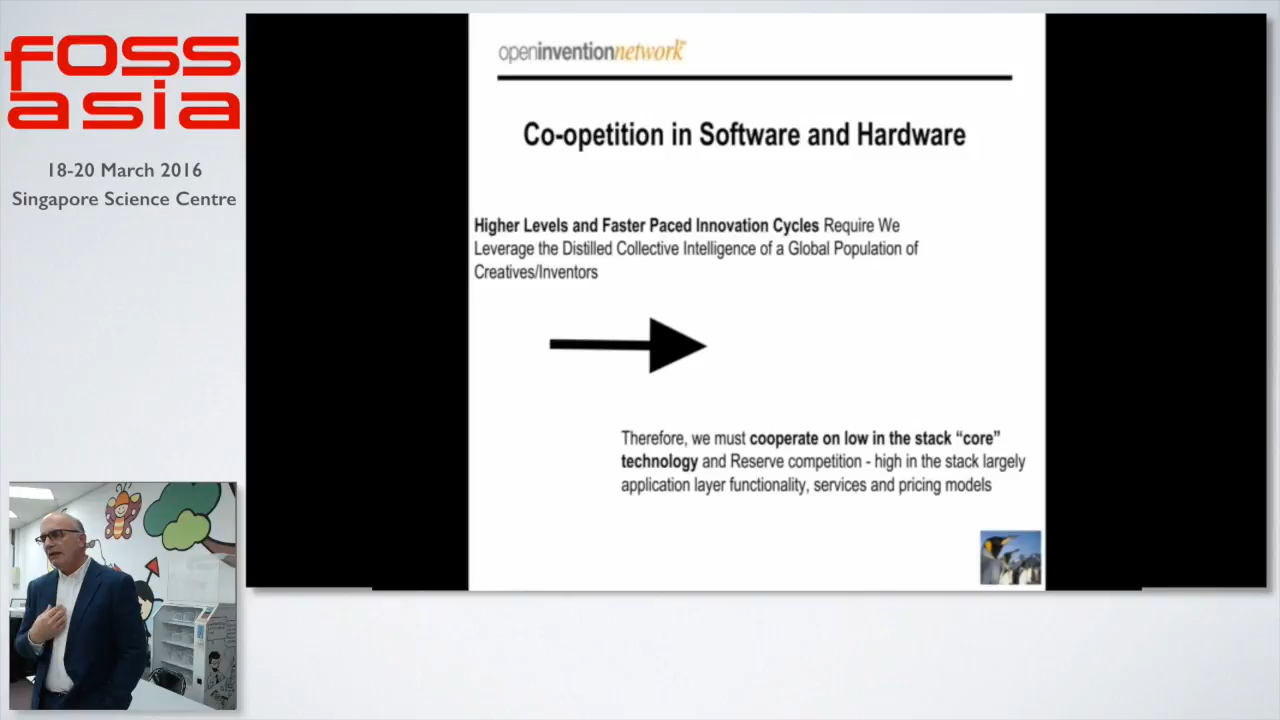 foss
asia
18-20 March 2016
Singapore Science Centre
openinventionnetwork
Co-opetition in Software and Hardware
Higher Levels and Faster Paced Innovation Cycles Require We
Leverage the Distilled Collective Intelligence of a Global Population of
Creatives/Inventors
Therefore, we must cooperate on low in the stack “core”
technology and Reserve competition - high in the stack largely
application layer functionality, services and pricing models